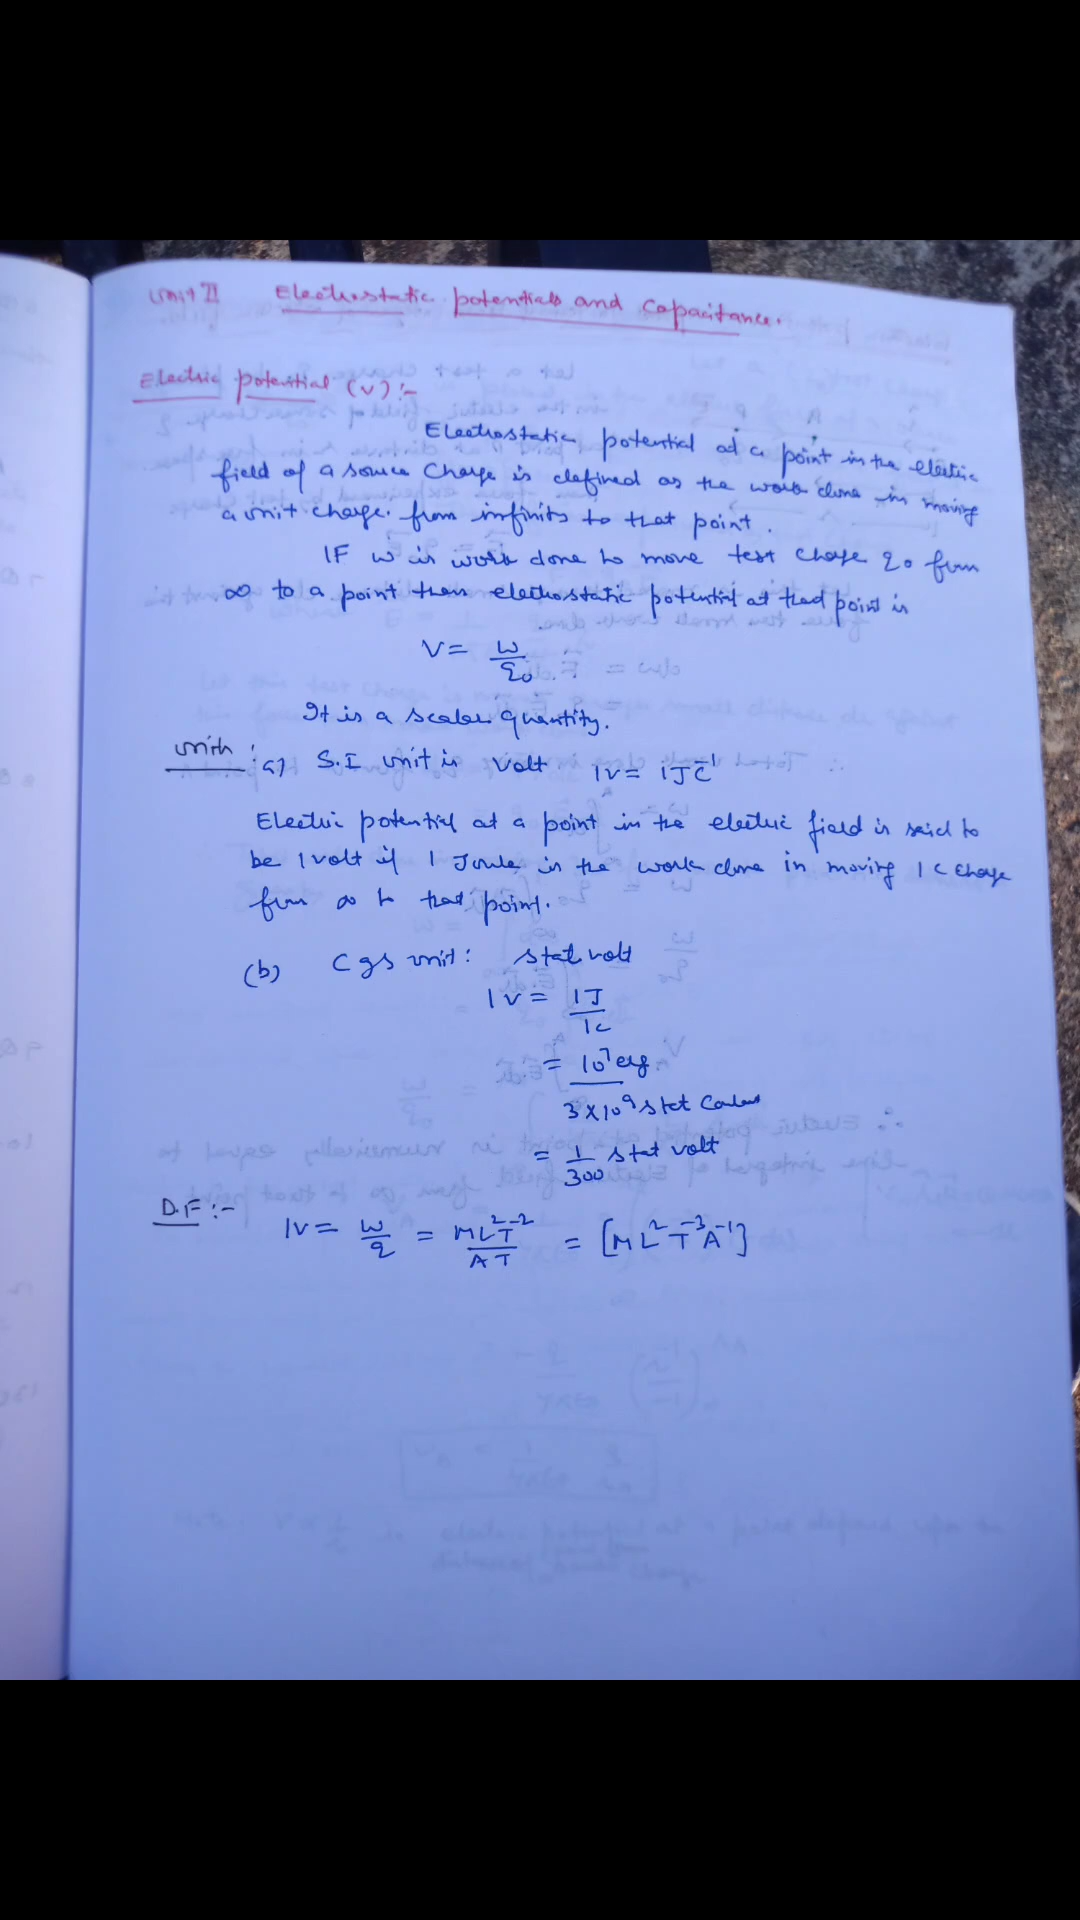 Unit II Electrostatic potentials and Capacitance.
Electric potential (V) :-
Electrostatic potential at a point in the electric
field of a source Charge is defined as the work done in moving
a unit charge. from infinity to that point.
IF W is work done to move test charge q₀ from
∞ to a point then electrostatic potential at that point is
V = W/q₀
It is a scalar quantity.
Units : a) S.I unit is Volt 1V = 1JC⁻¹
Electric potential at a point in the electric field is said to
be 1 volt if 1 Joule is the work done in moving 1 C charge
from ∞ to that point.
(b) Cgs unit: stat volt
1V = 1J/1C
= 10⁷ erg/3×10⁹ stat Coulomb
= 1/300 stat volt
D.F :- 1V = W/q = ML²T⁻²/AT = [ML²T⁻³A⁻¹]